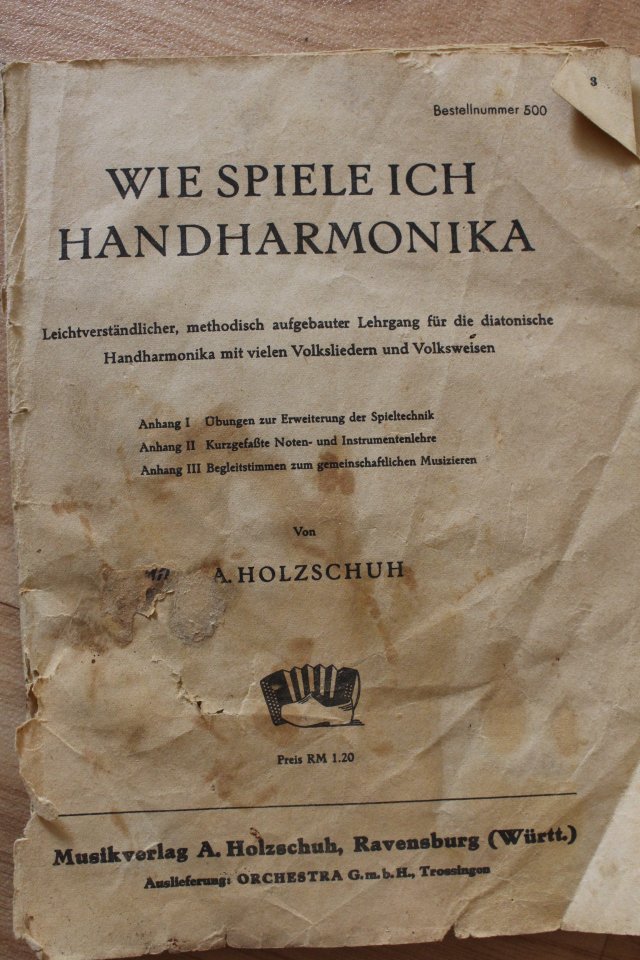 3
Bestellnummer 500
WIE SPIELE ICH
HANDHARMONIKA
Leichtverständlicher, methodisch aufgebauter Lehrgang für die diatonische
Handharmonika mit vielen Volksliedern und Volksweisen
Anhang I Übungen zur Erweiterung der Spieltechnik
Anhang II Kurzgefaßte Noten- und Instrumentenlehre
Anhang III Begleitstimmen zum gemeinschaftlichen Musizieren
Von
A. HOLZSCHUH
Preis RM 1.20
Musikverlag A. Holzschuh, Ravensburg (Württ.)
Auslieferung: ORCHESTRA G.m.b.H., Trossingen